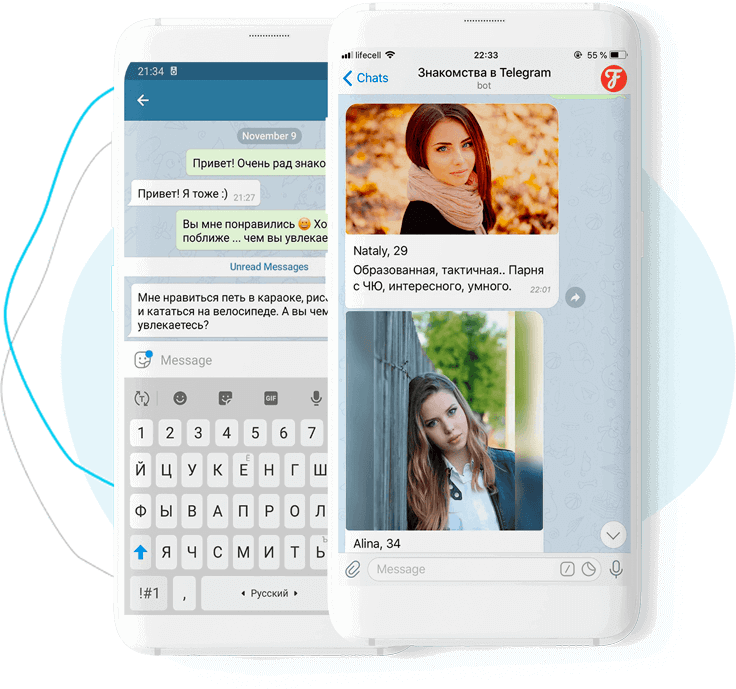 21:34
November 9
Привет! Очень рад знако
Привет! Я тоже :) 21:27
Вы мне понравились Хо
поближе ... чем вы увлекае
Unread Messages
Мне нравиться петь в караоке, рис
и кататься на велосипеде. А вы чем
увлекаетесь?
Message
GIF
1 2 3 4 5 6 7
Й Ц У К Е Ё Н Г Ш
Ф Ы В А П Р О Л
Я Ч С М И Т Ь Ъ
!#1 , Русский
lifecell 22:33 55 %
Chats
Знакомства в Telegram
bot
F
Nataly, 29
Образованная, тактичная.. Парня
с ЧЮ, интересного, умного. 22:01
Alina, 34
Message